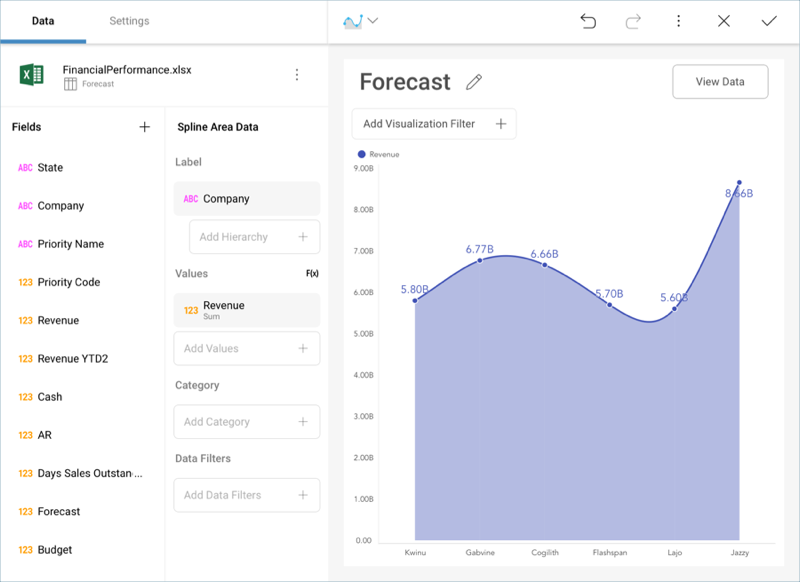 Data
Settings
FinancialPerformance.xlsx
Forecast
Fields
ABC State
ABC Company
ABC Priority Name
123 Priority Code
123 Revenue
123 Revenue YTD2
123 Cash
123 AR
123 Days Sales Outstan...
123 Forecast
123 Budget
Spline Area Data
Label
ABC Company
Add Hierarchy
Values F(x)
123 Revenue
Sum
Add Values
Category
Add Category
Data Filters
Add Data Filters
Forecast
View Data
Add Visualization Filter
Revenue
9.00B
8.00B
7.00B
6.00B
5.00B
4.00B
3.00B
2.00B
1.00B
0.00
5.80B
6.77B
6.66B
5.70B
5.60B
8.66B
Kwinu
Gabvine
Cogilith
Flashspan
Lajo
Jazzy